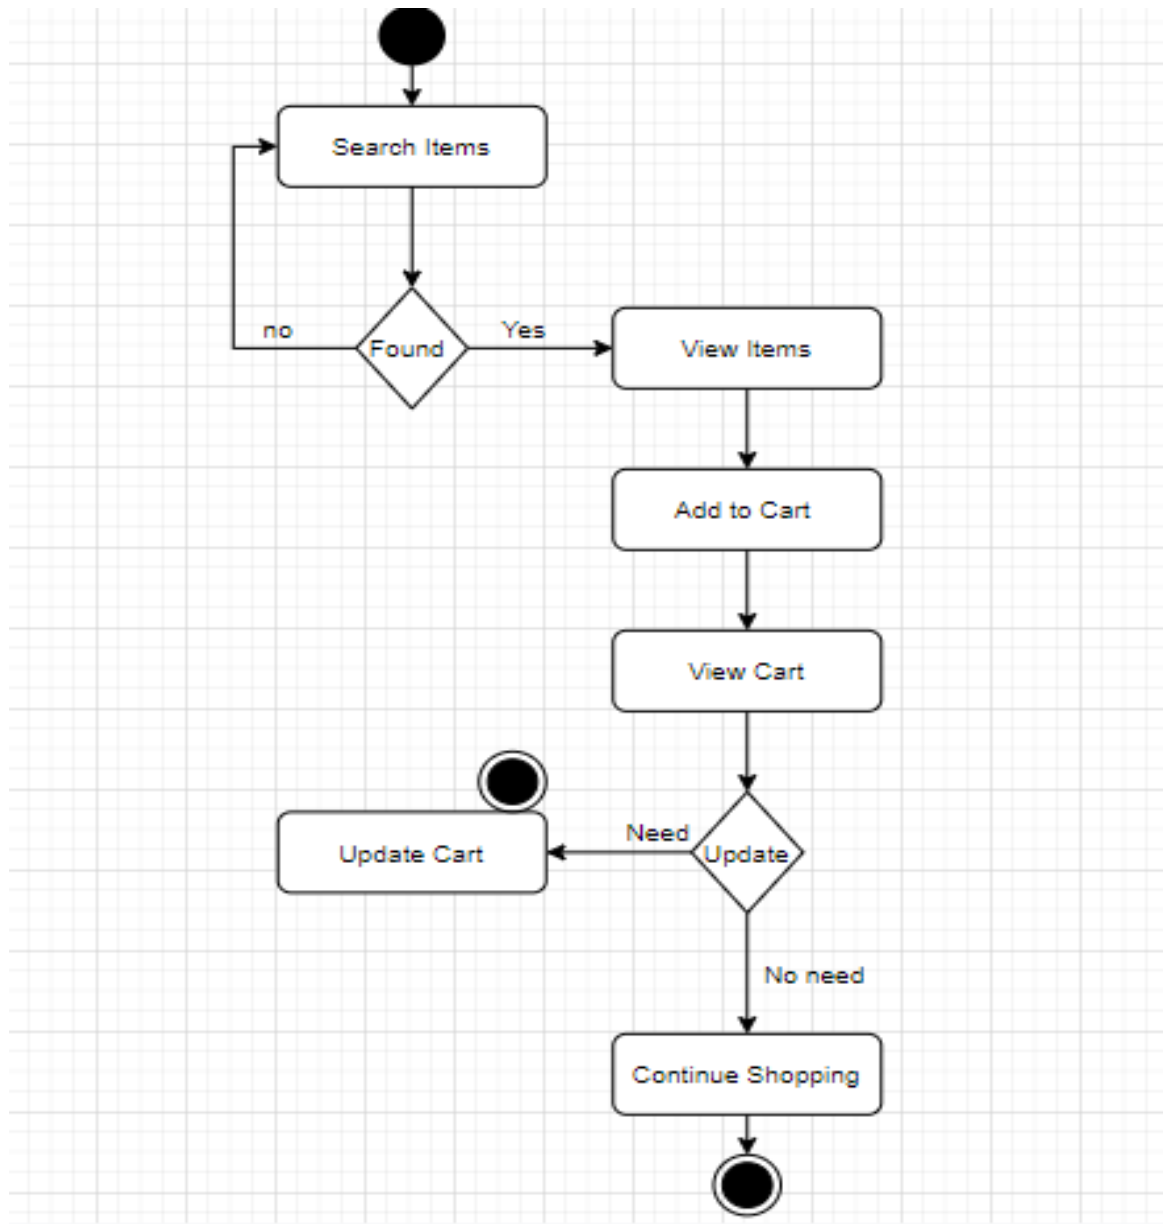 Search Items
no
Found
Yes
View Items
Add to Cart
View Cart
Need
Update Cart
Update
No need
Continue Shopping